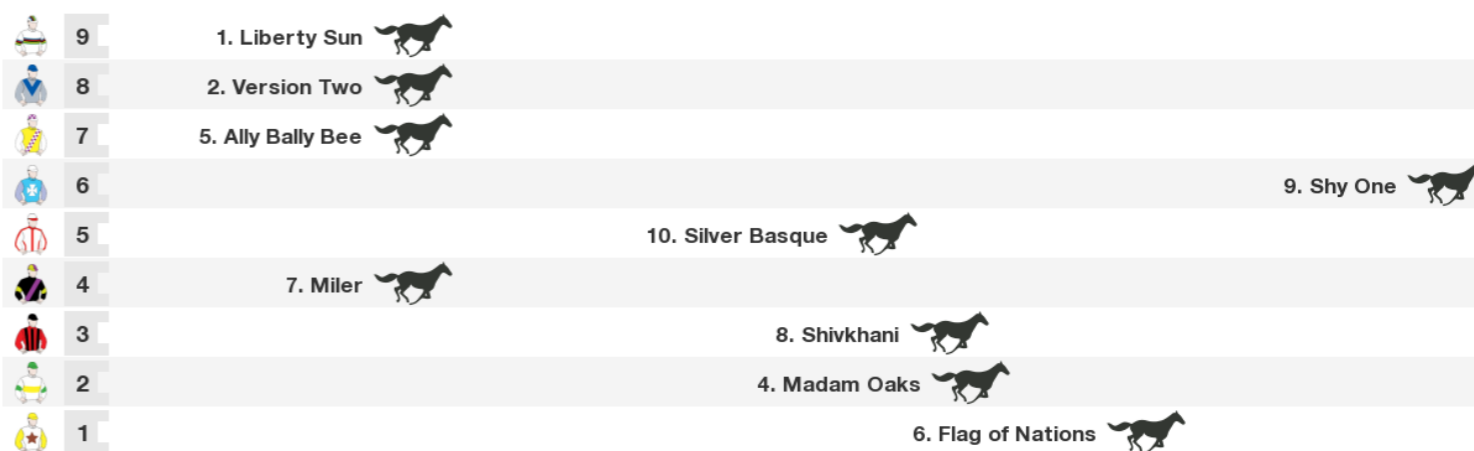 9 1. Liberty Sun
8 2. Version Two
7 5. Ally Bally Bee
6 9. Shy One
5 10. Silver Basque
4 7. Miler
3 8. Shivkhani
2 4. Madam Oaks
1 6. Flag of Nations